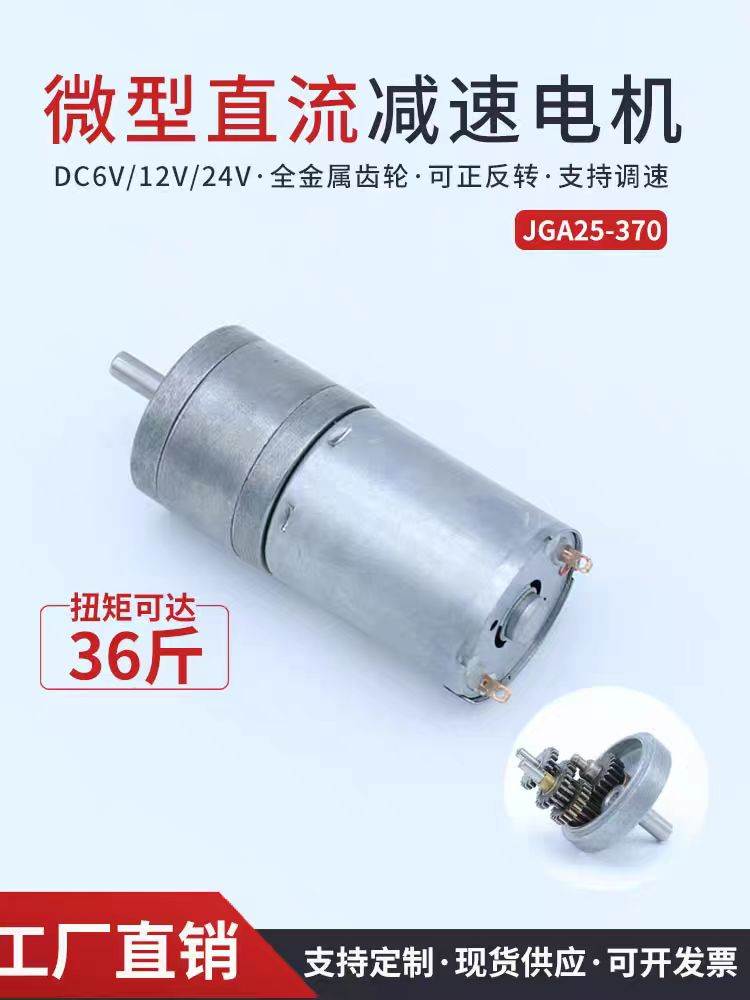 微型直流减速电机
DC6V/12V/24V·全金属齿轮·可正反转·支持调速
JGA25-370
扭矩可达
36斤
工厂直销
支持定制·现货供应·可开发票